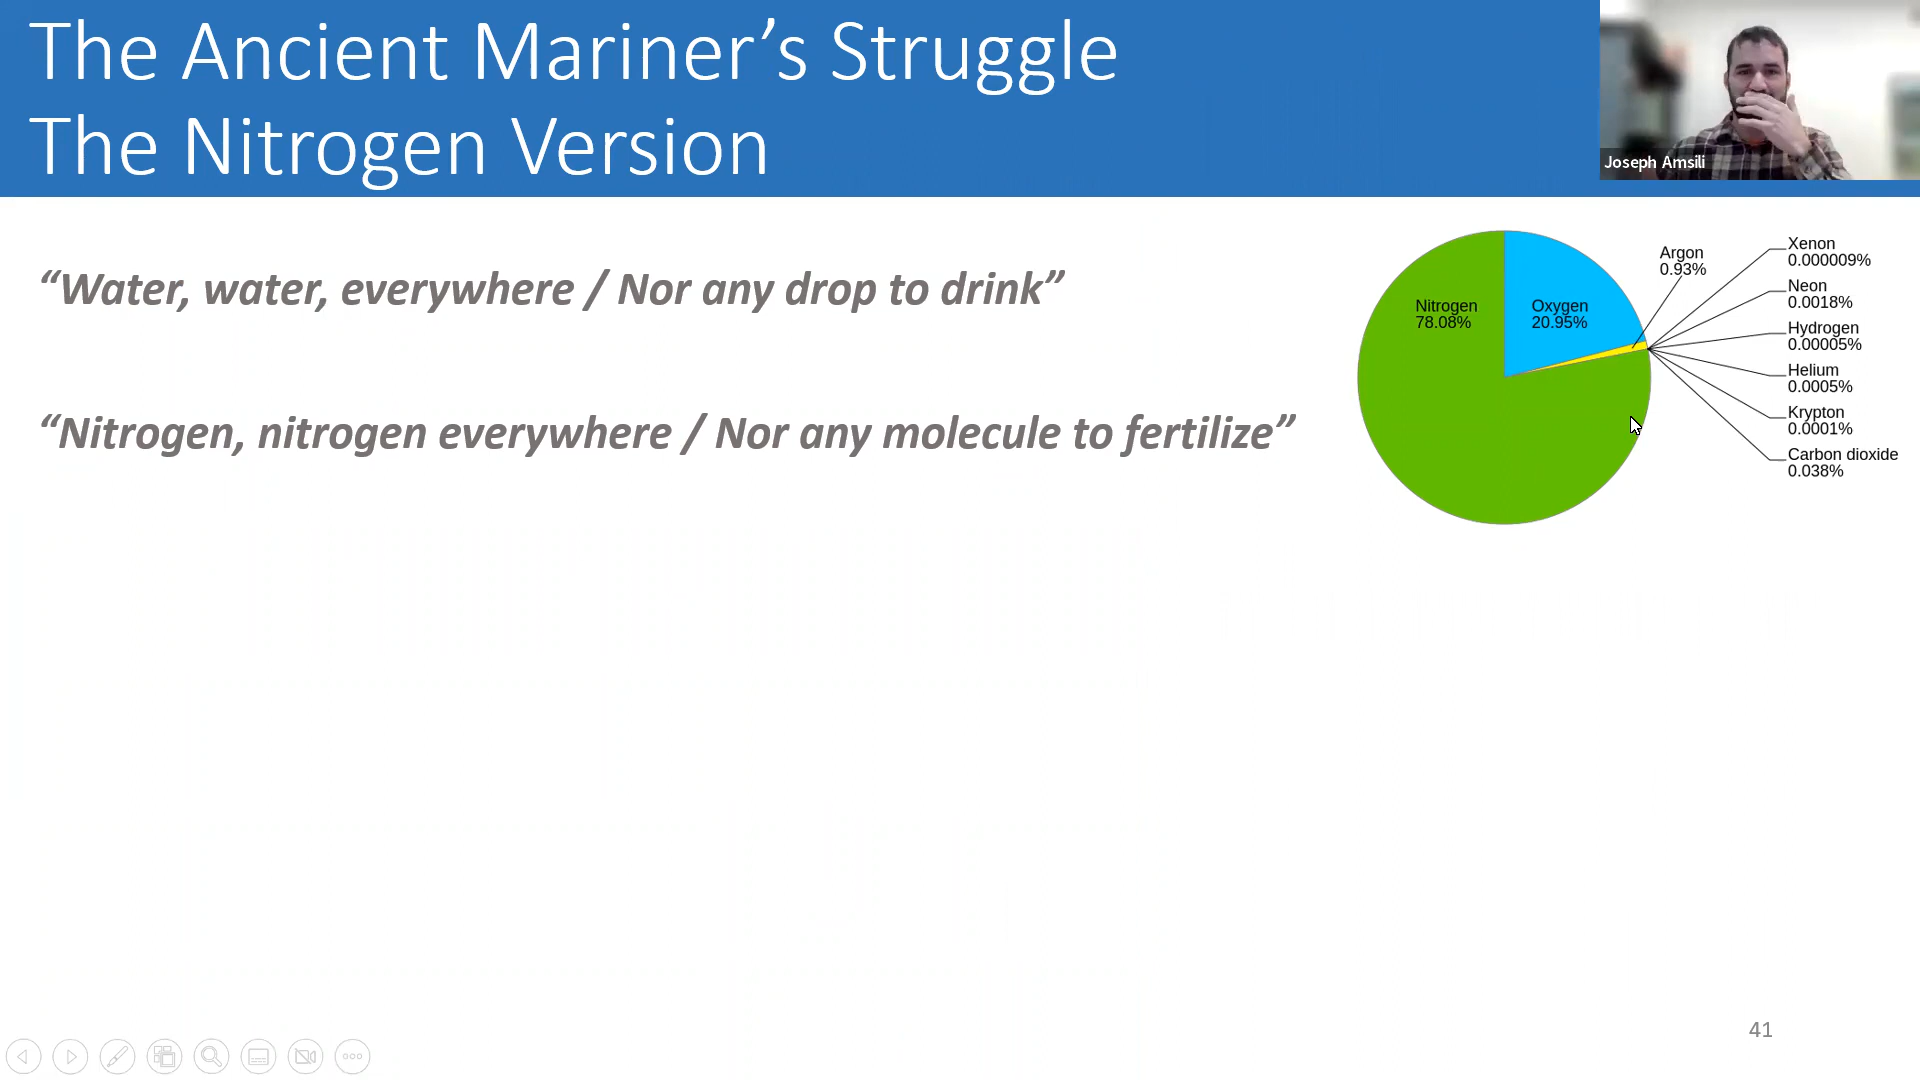 The Ancient Mariner’s Struggle
The Nitrogen Version
Joseph Amsili
“Water, water, everywhere / Nor any drop to drink”
“Nitrogen, nitrogen everywhere / Nor any molecule to fertilize”
Nitrogen
78.08%
Oxygen
20.95%
Argon
0.93%
Xenon
0.000009%
Neon
0.0018%
Hydrogen
0.00005%
Helium
0.0005%
Krypton
0.0001%
Carbon dioxide
0.038%
41